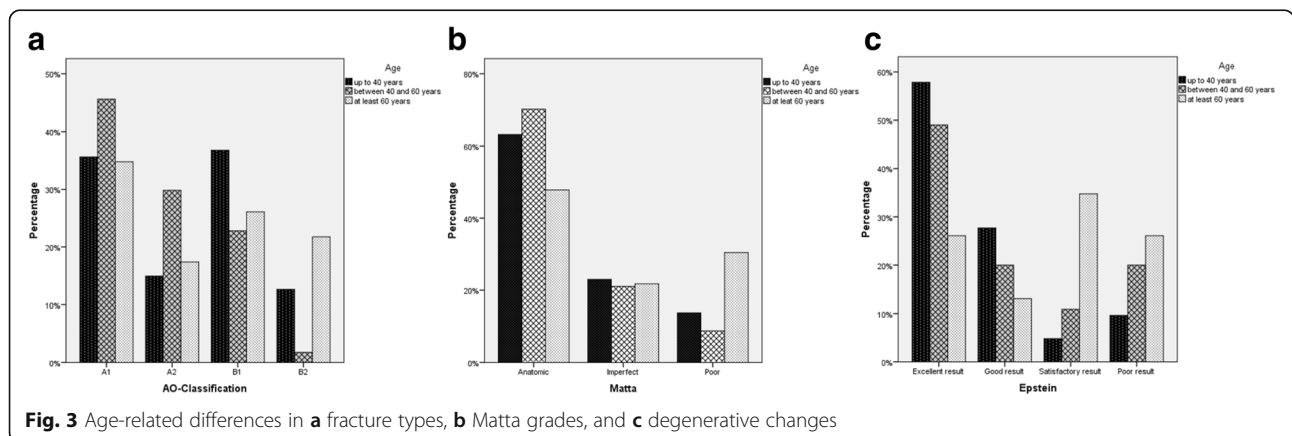 a
Age
up to 40 years
between 40 and 60 years
at least 60 years
50%
40%
30%
20%
10%
0%
Percentage
A1 A2 B1 B2
AO-Classification
b
Age
up to 40 years
between 40 and 60 years
at leat 60 years
80%
60%
40%
20%
0%
Percentage
Anatomic Imperfect Poor
Matta
c
Age
up to 40 years
between 40 and 60 years
at least 60 years
60%
50%
40%
30%
20%
10%
0%
Percentage
Excellent result Good result Satisfactory result Poor result
Epstein
Fig. 3 Age-related differences in a fracture types, b Matta grades, and c degenerative changes